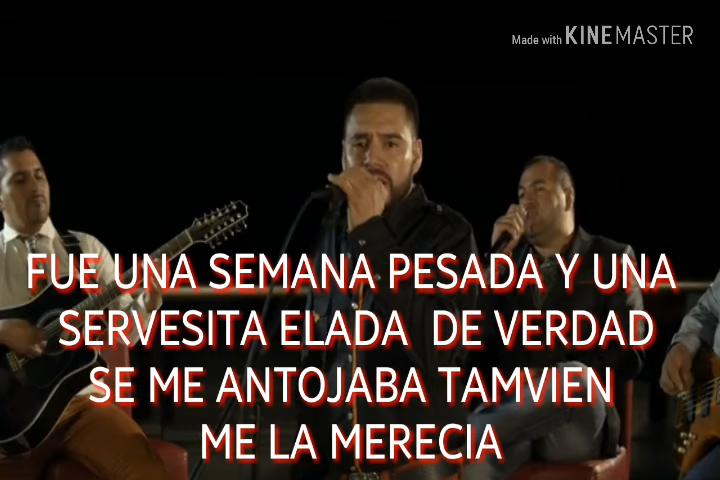 Made with KINEMASTER
FUE UNA SEMANA PESADA Y UNA
SERVESITA ELADA DE VERDAD
SE ME ANTOJABA TAMVIEN
ME LA MERECIA